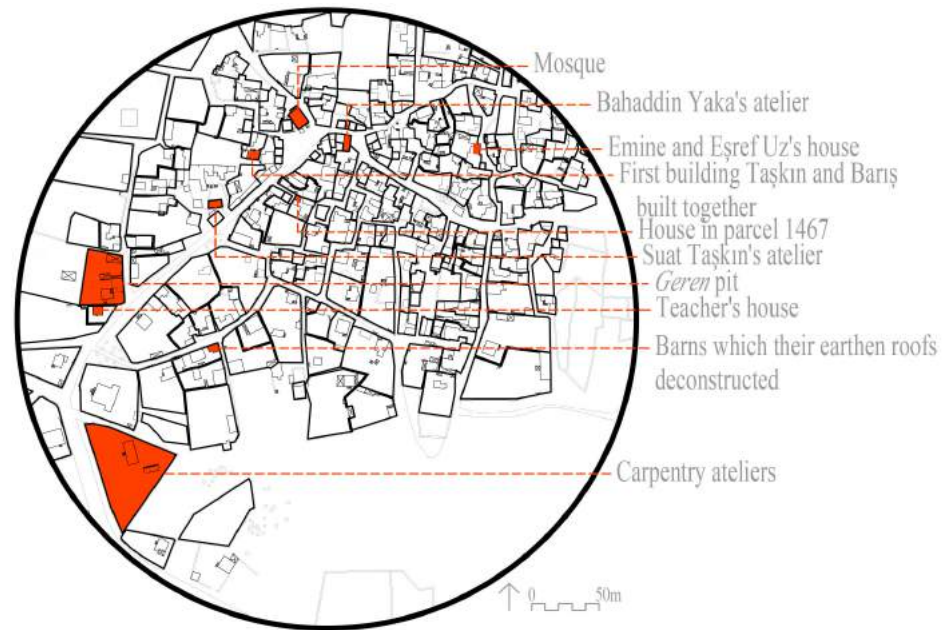 Mosque
Bahaddin Yaka's atelier
Emine and Eşref Uz's house
First building Taşkın and Barış
built together
House in parcel 1467
Suat Taşkın's atelier
Geren pit
Teacher's house
Barns which their earthen roofs
deconstructed
Carpentry ateliers
0 50m